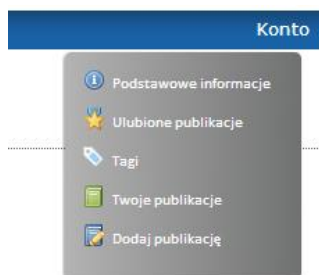 Konto
Podstawowe informacje
Ulubione publikacje
Tagi
Twoje publikacje
Dodaj publikację